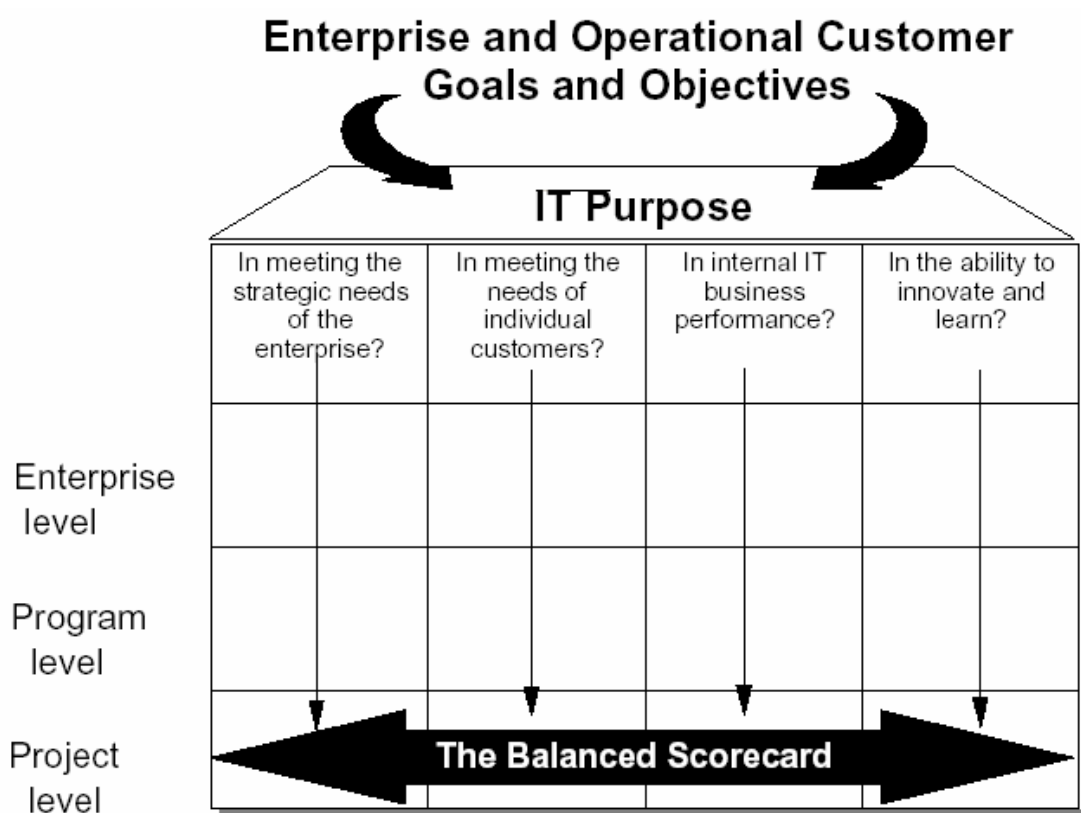 Enterprise and Operational Customer
Goals and Objectives
IT Purpose
In meeting the
strategic needs
of the
enterprise?
In meeting the
needs of
individual
customers?
In internal IT
business
performance?
In the ability to
innovate and
learn?
Enterprise
level
Program
level
Project
level
The Balanced Scorecard